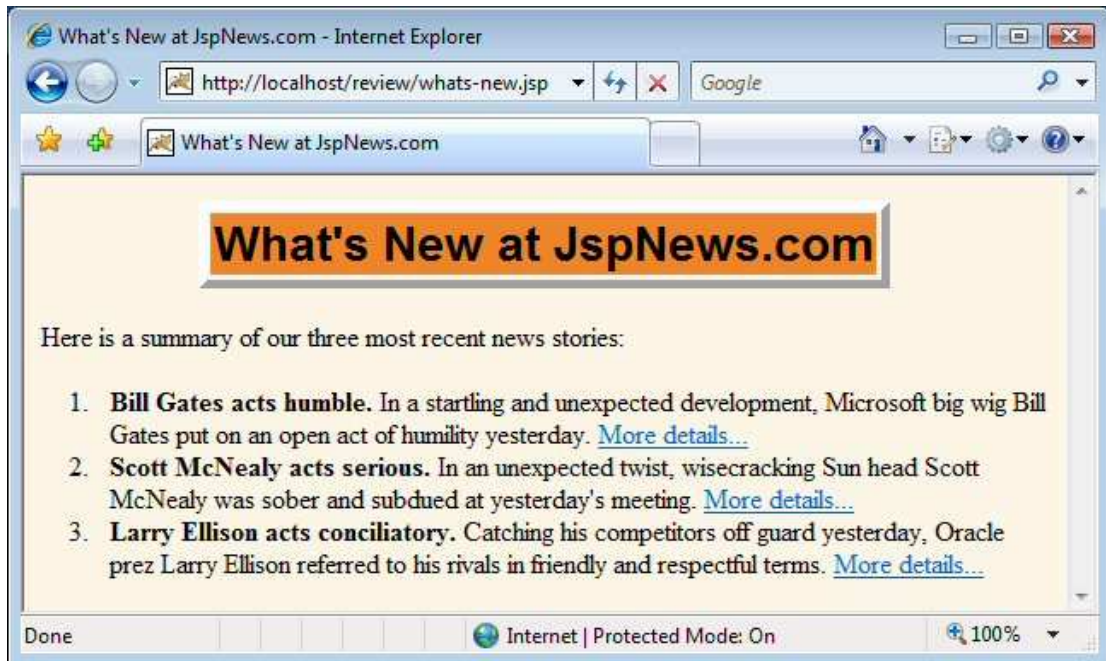 What's New at JspNews.com - Internet Explorer
http://localhost/review/whats-new.jsp
Google
What's New at JspNews.com
What's New at JspNews.com
Here is a summary of our three most recent news stories:
1. Bill Gates acts humble. In a startling and unexpected development, Microsoft big wig Bill
Gates put on an open act of humility yesterday. More details...
2. Scott McNealy acts serious. In an unexpected twist, wisecracking Sun head Scott
McNealy was sober and subdued at yesterday's meeting. More details...
3. Larry Ellison acts conciliatory. Catching his competitors off guard yesterday, Oracle
prez Larry Ellison referred to his rivals in friendly and respectful terms. More details...
Done
Internet | Protected Mode: On
100%